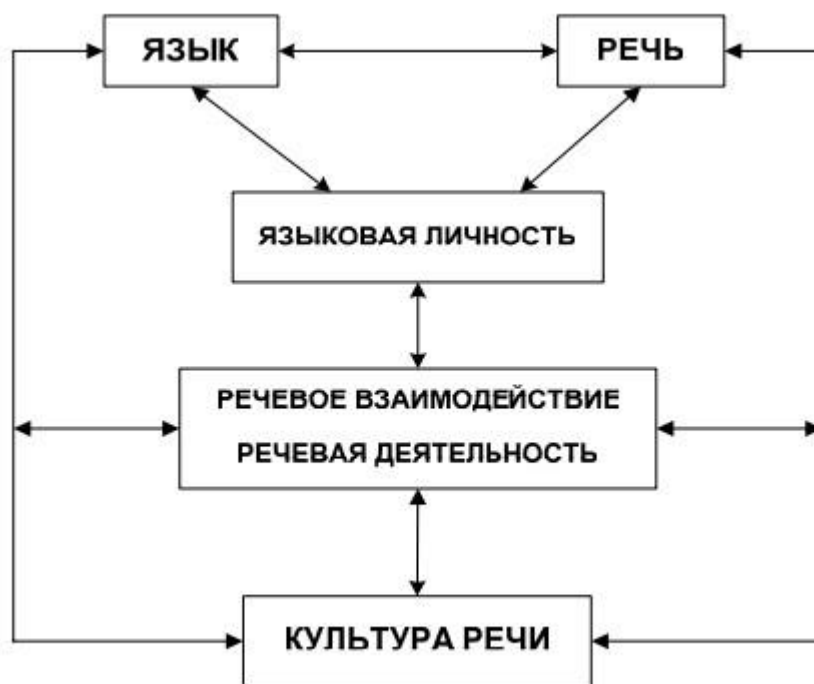 ЯЗЫК
РЕЧЬ
ЯЗЫКОВАЯ ЛИЧНОСТЬ
РЕЧЕВОЕ ВЗАИМОДЕЙСТВИЕ
РЕЧЕВАЯ ДЕЯТЕЛЬНОСТЬ
КУЛЬТУРА РЕЧИ